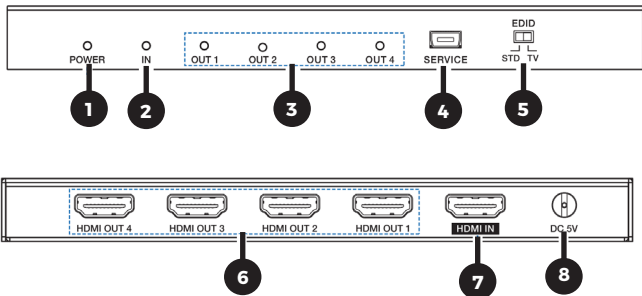 EDID
POWER IN OUT 1 OUT 2 OUT 3 OUT 4 SERVICE STD TV
1 2 3 4 5
HDMI OUT 4 HDMI OUT 3 HDMI OUT 2 HDMI OUT 1 HDMI IN DC 5V
6 7 8